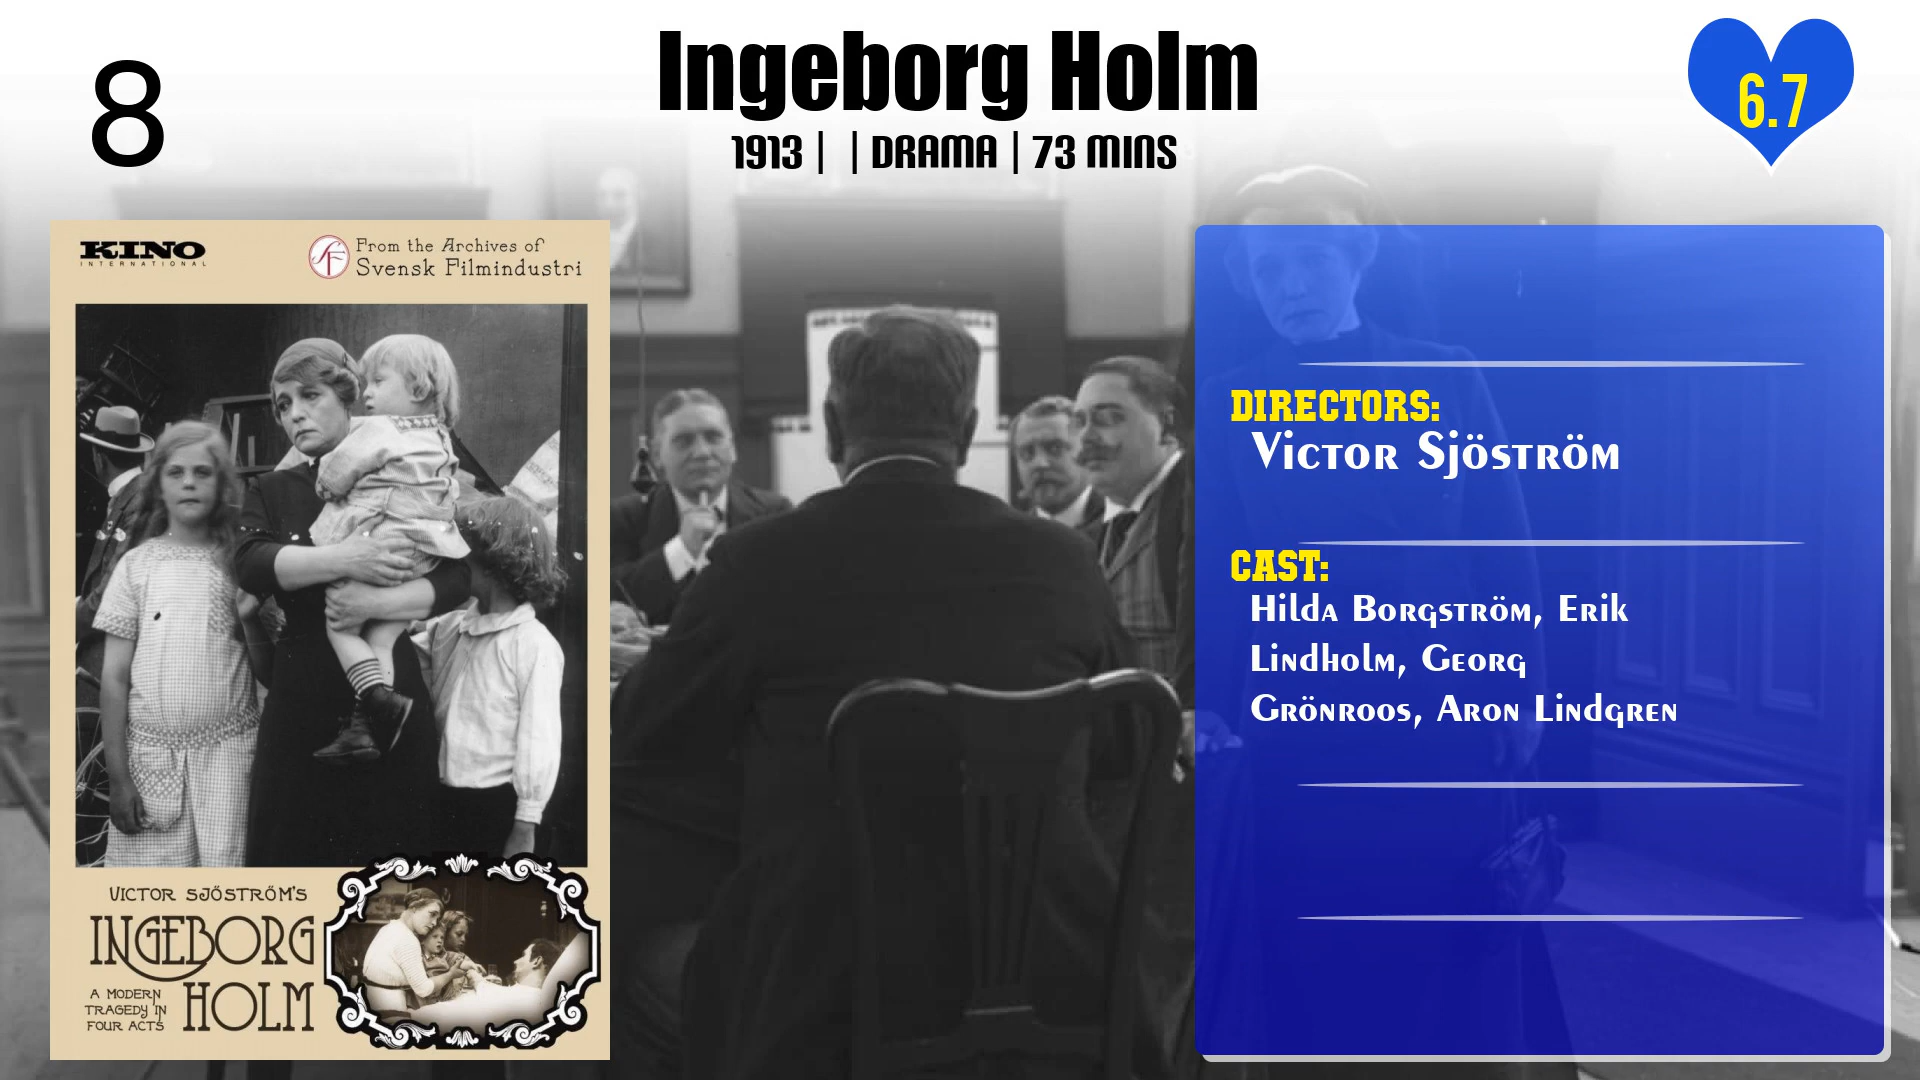 8
Ingeborg Holm
1913 | | DRAMA | 73 MINS
6.7
KINO
INTERNATIONAL
SF
From the Archives of
Svensk Filmindustri
VICTOR SJÖSTRÖM'S
INGEBORG
HOLM
A MODERN
TRAGEDY IN
FOUR ACTS
DIRECTORS:
Victor Sjöström
CAST:
Hilda Borgström, Erik
Lindholm, Georg
Grönroos, Aron Lindgren